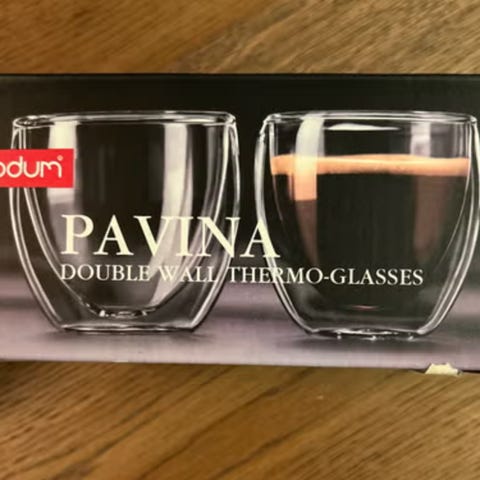 odum®
PAVINA
DOUBLE WALL THERMO-GLASSES